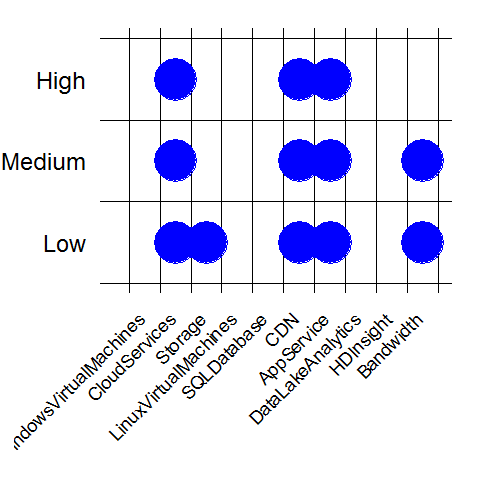 High
Medium
Low
ndowsVirtualMachines
CloudServices
Storage
LinuxVirtualMachines
SQLDatabase
CDN
AppService
DataLakeAnalytics
HDInsight
Bandwidth